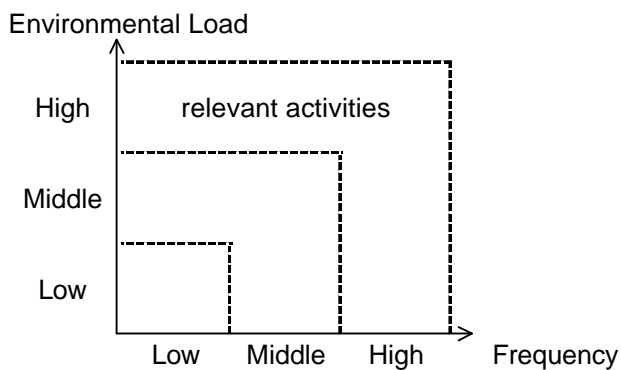 Environmental Load
High
relevant activities
Middle
Low
Low Middle High Frequency